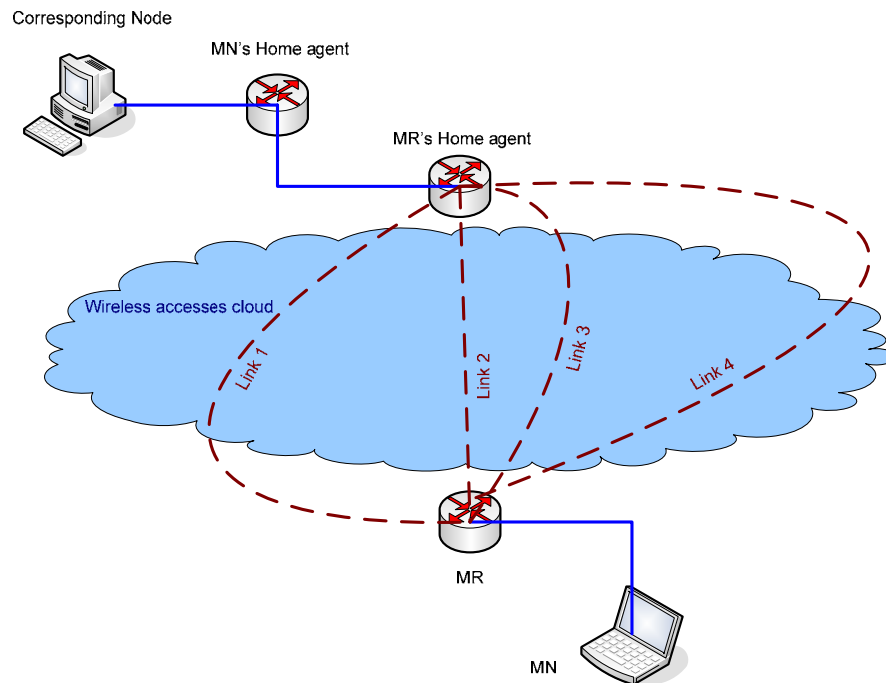 Corresponding Node
MN's Home agent
MR's Home agent
Wireless accesses cloud
Link 1
Link 2
Link 3
Link 4
MR
MN